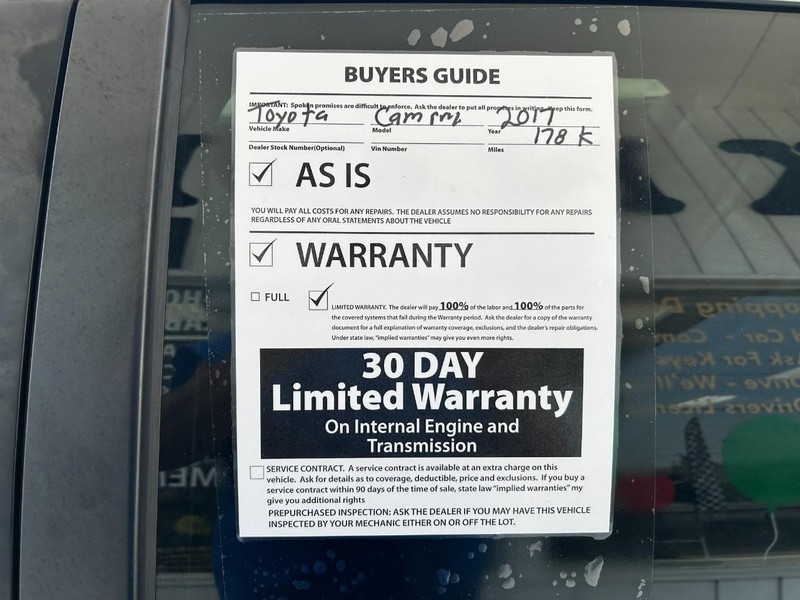 BUYERS GUIDE
IMPORTANT: Spoken promises are difficult to enforce. Ask the dealer to put all promises in writing. Keep this form.
Toyota Camry 2017
Vehicle Make Model Year
178 K
Dealer Stock Number(Optional) Vin Number Miles
AS IS
YOU WILL PAY ALL COSTS FOR ANY REPAIRS. THE DEALER ASSUMES NO RESPONSIBILITY FOR ANY REPAIRS
REGARDLESS OF ANY ORAL STATEMENTS ABOUT THE VEHICLE
WARRANTY
FULL
LIMITED WARRANTY. The dealer will pay 100% of the labor and 100% of the parts for
the covered systems that fail during the Warranty period. Ask the dealer for a copy of the warranty
document for a full explanation of warranty coverage, exclusions, and the dealer's repair obligations.
Under state law, "implied warranties" may give you even more rights.
30 DAY
Limited Warranty
On Internal Engine and
Transmission
SERVICE CONTRACT. A service contract is available at an extra charge on this
vehicle. Ask for details as to coverage, deductible, price and exclusions. If you buy a
service contract within 90 days of the time of sale, state law "implied warranties" my
give you additional rights
PREPURCHASED INSPECTION: ASK THE DEALER IF YOU MAY HAVE THIS VEHICLE
INSPECTED BY YOUR MECHANIC EITHER ON OR OFF THE LOT.